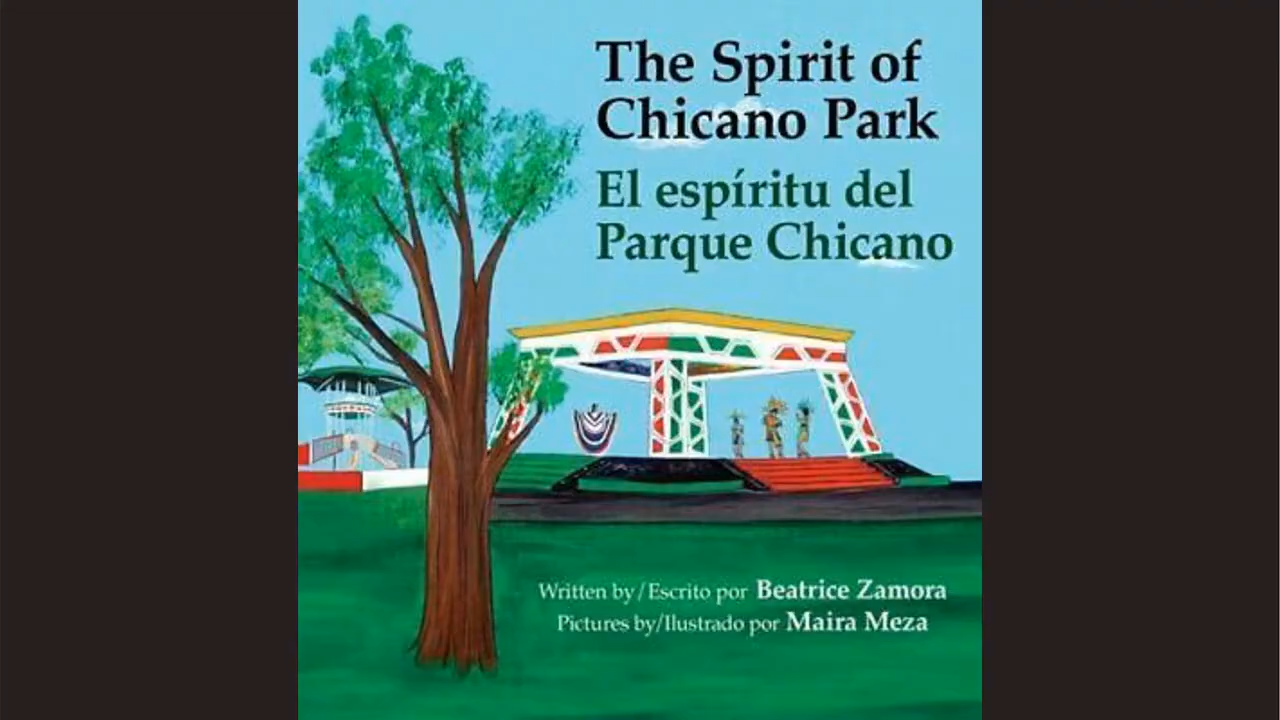 The Spirit of
Chicano Park
El espíritu del
Parque Chicano
Written by/Escrito por Beatrice Zamora
Pictures by/Ilustrado por Maira Meza